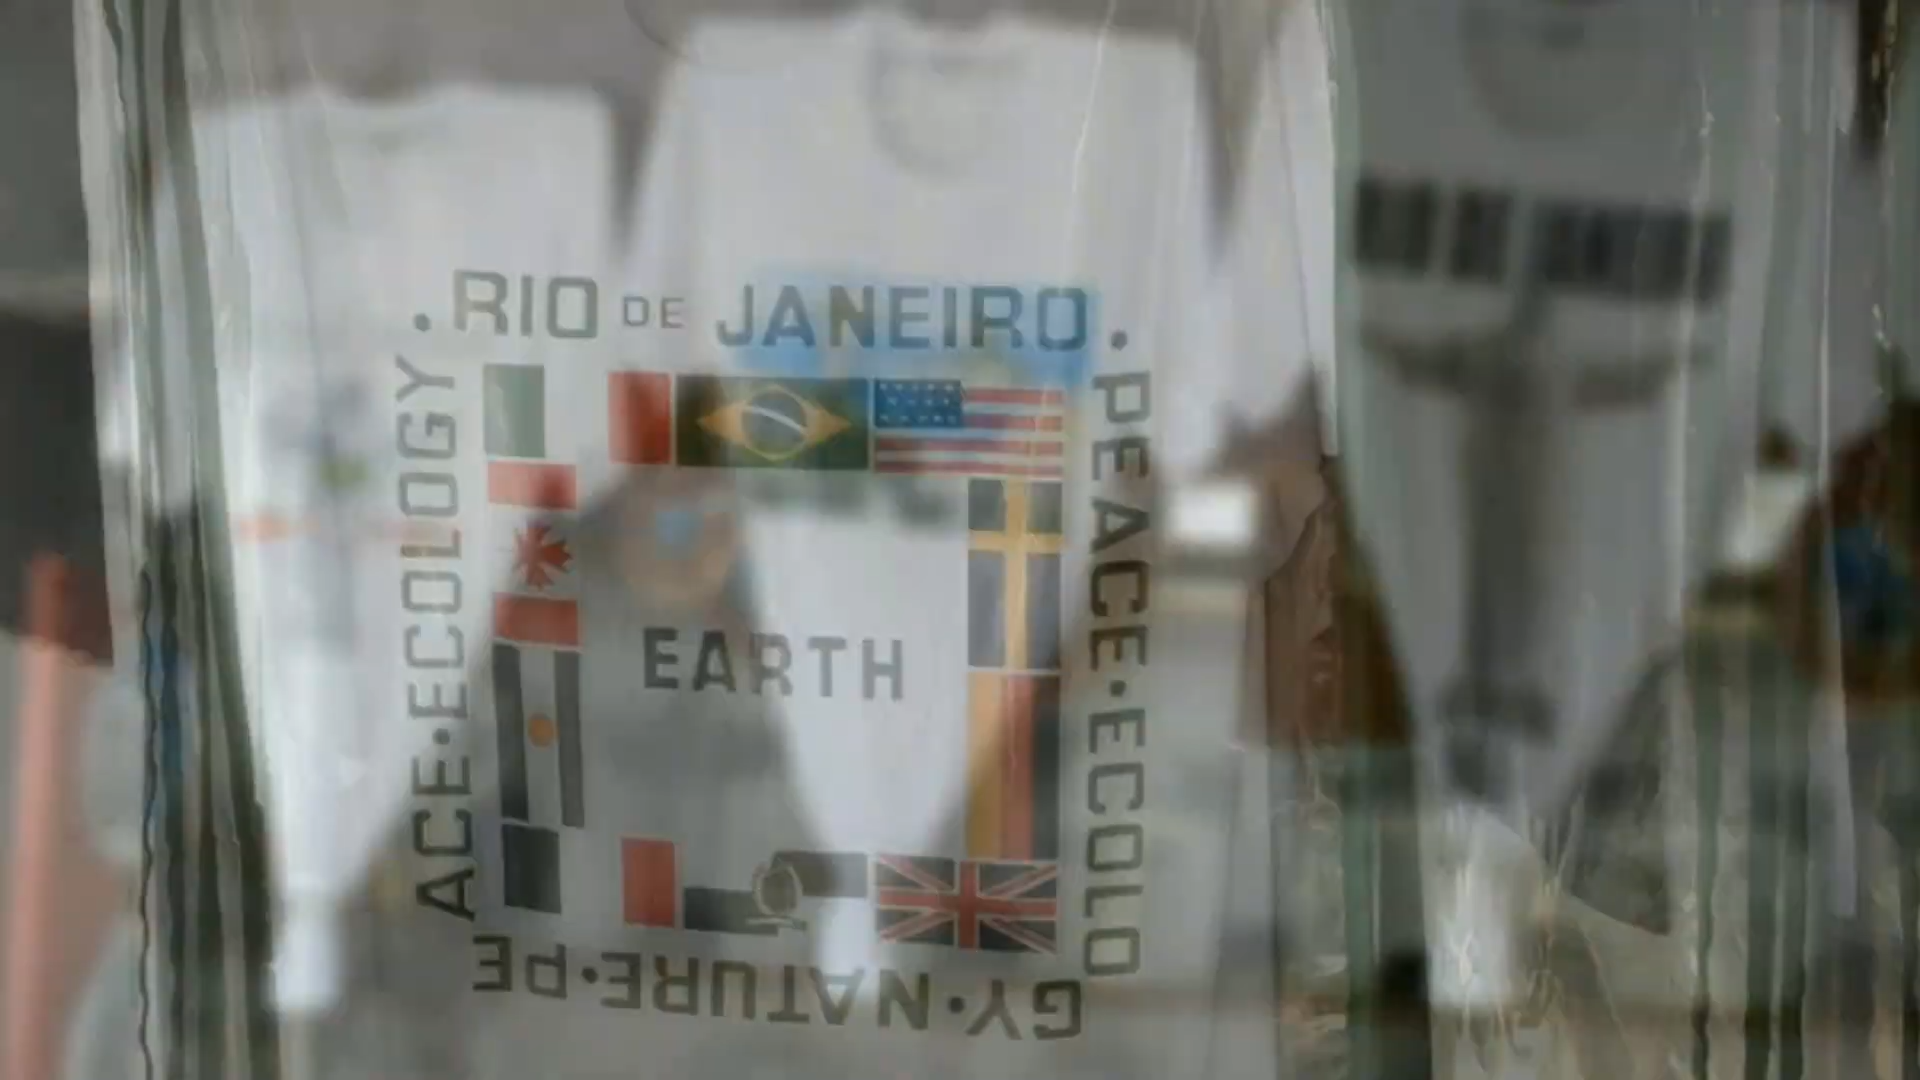 • RIO DE JANEIRO •
PEACE • ECOLO
GY • NATURE • PE
ACE • ECOLOGY
EARTH